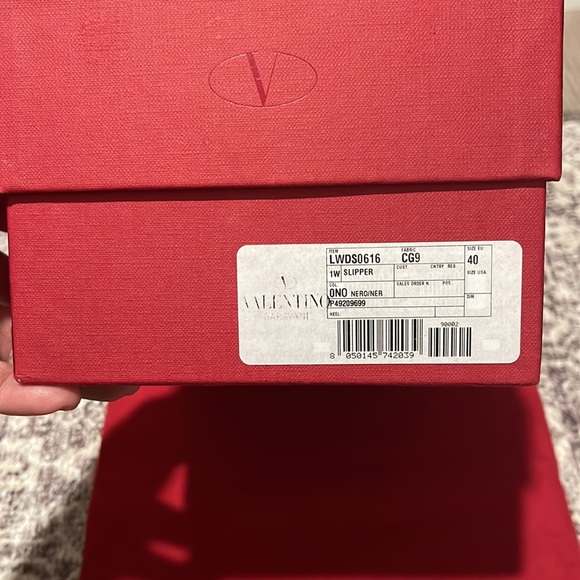 V
ITEM FABRIC SIZE EU
LWDS0616 CG9 40
1W SLIPPER CUST ENTRY REG SIZE USA
COL SALES ORDER N POS.
0NO NERO/NER DIM
V
VALENTINO P49209699
GARAVANI HEEL:
90002
8 050145 742039